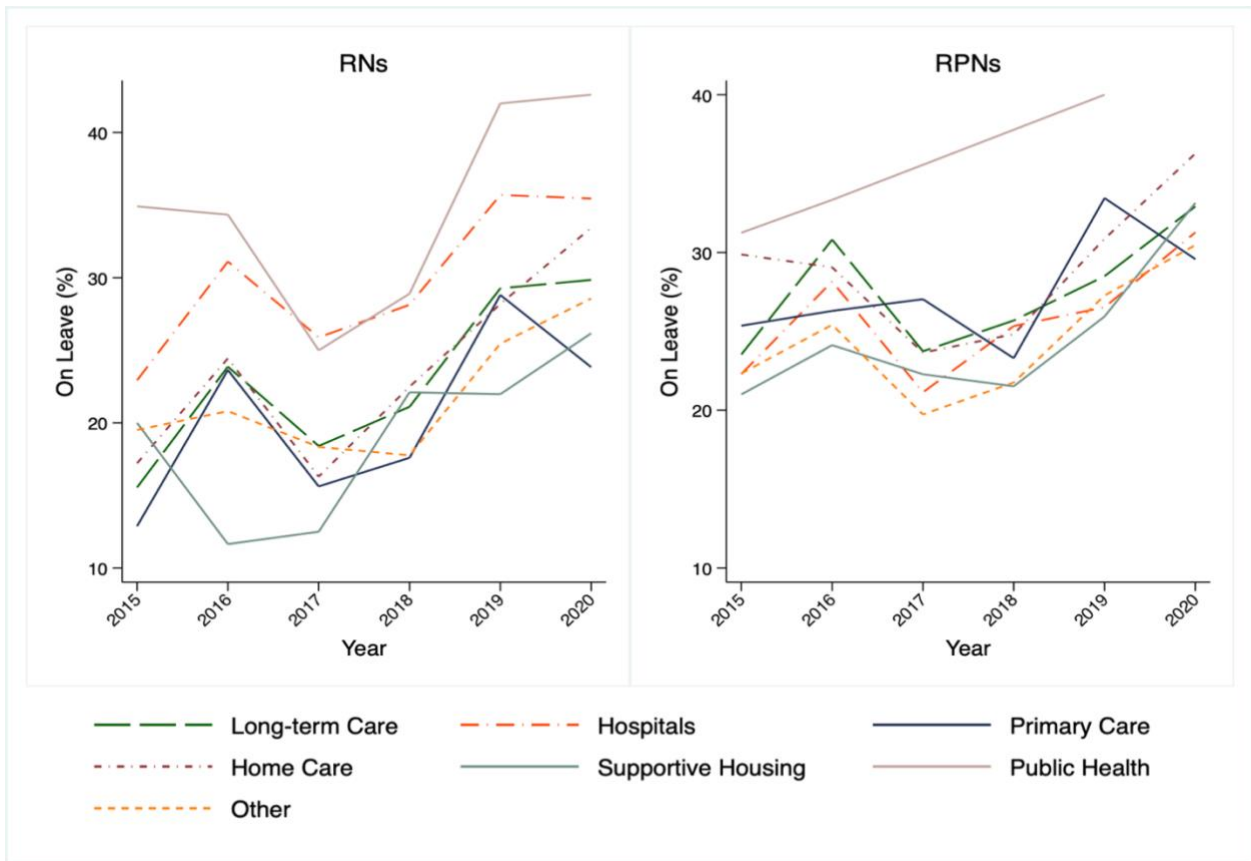 RNs
On Leave (%)
40
30
20
10
2015
2016
2017
2018
2019
2020
Year
RPNs
On Leave (%)
40
30
20
10
2015
2016
2017
2018
2019
2020
Year
Long-term Care
Hospitals
Primary Care
Home Care
Supportive Housing
Public Health
Other